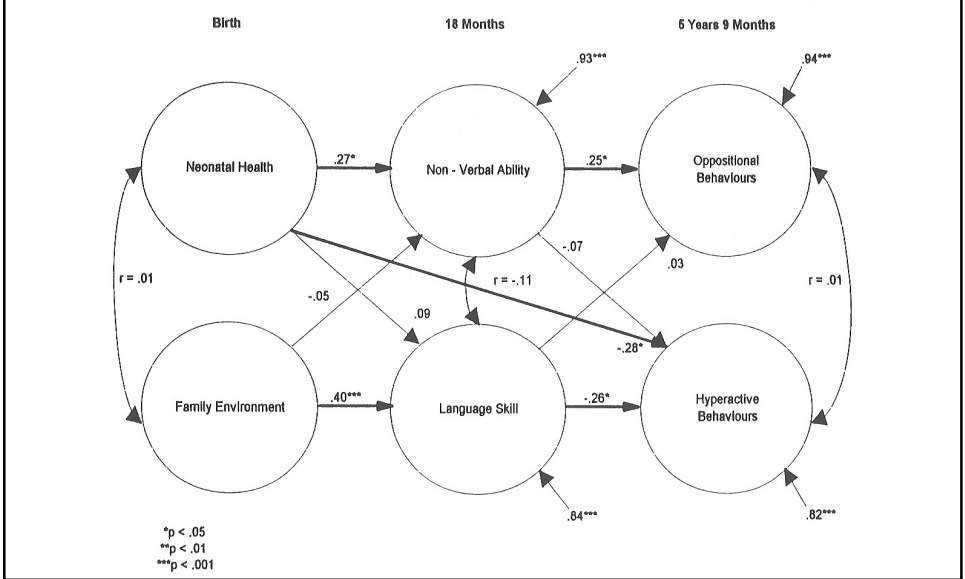 Birth
18 Months
5 Years 9 Months
.93***
.94***
Neonatal Health
.27*
Non - Verbal Ability
.25*
Oppositional
Behaviours
-.07
.03
r = .01
-.05
r = -.11
r = .01
.09
-.28*
Family Environment
.40***
Language Skill
-.26*
Hyperactive
Behaviours
.84***
.82***
*p < .05
**p < .01
***p < .001